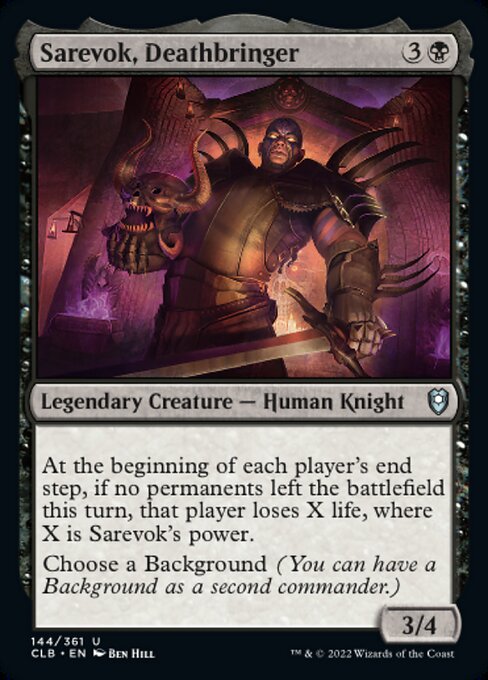 Sarevok, Deathbringer 3
Legendary Creature — Human Knight
At the beginning of each player's end
step, if no permanents left the battlefield
this turn, that player loses X life, where
X is Sarevok's power.
Choose a Background (You can have a
Background as a second commander.)
3/4
144/361 U
CLB • EN Ben Hill
™ & © 2022 Wizards of the Coast